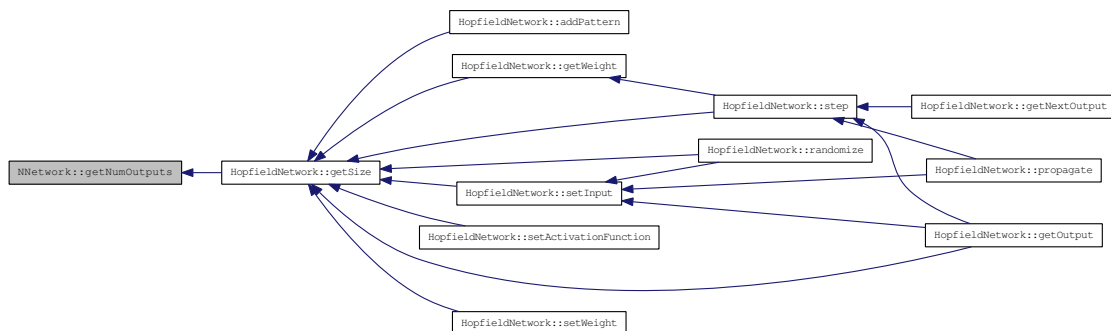 HopfieldNetwork::addPattern
HopfieldNetwork::getWeight
HopfieldNetwork::step
HopfieldNetwork::getNextOutput
HopfieldNetwork::randomize
NNetwork::getNumOutputs
HopfieldNetwork::getSize
HopfieldNetwork::propagate
HopfieldNetwork::setInput
HopfieldNetwork::setActivationFunction
HopfieldNetwork::getOutput
HopfieldNetwork::setWeight